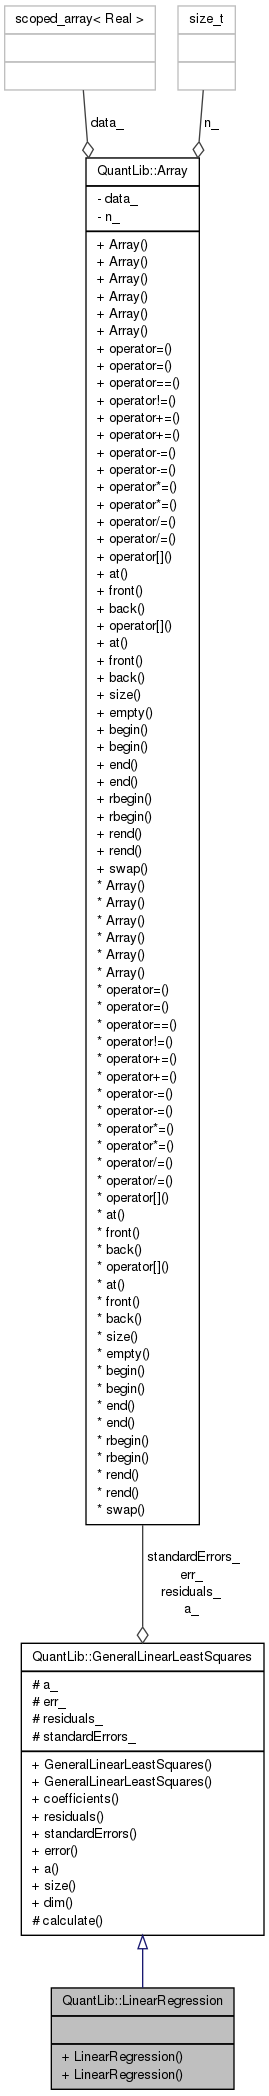 scoped_array< Real >
size_t
data_
n_
QuantLib::Array
- data_
- n_
+ Array()
+ Array()
+ Array()
+ Array()
+ Array()
+ Array()
+ operator=()
+ operator=()
+ operator==()
+ operator!=()
+ operator+=()
+ operator+=()
+ operator-=()
+ operator-=()
+ operator*=()
+ operator*=()
+ operator/=()
+ operator/=()
+ operator[]()
+ at()
+ front()
+ back()
+ operator[]()
+ at()
+ front()
+ back()
+ size()
+ empty()
+ begin()
+ begin()
+ end()
+ end()
+ rbegin()
+ rbegin()
+ rend()
+ rend()
+ swap()
* Array()
* Array()
* Array()
* Array()
* Array()
* Array()
* operator=()
* operator=()
* operator==()
* operator!=()
* operator+=()
* operator+=()
* operator-=()
* operator-=()
* operator*=()
* operator*=()
* operator/=()
* operator/=()
* operator[]()
* at()
* front()
* back()
* operator[]()
* at()
* front()
* back()
* size()
* empty()
* begin()
* begin()
* end()
* end()
* rbegin()
* rbegin()
* rend()
* rend()
* swap()
standardErrors_
err_
residuals_
a_
QuantLib::GeneralLinearLeastSquares
# a_
# err_
# residuals_
# standardErrors_
+ GeneralLinearLeastSquares()
+ GeneralLinearLeastSquares()
+ coefficients()
+ residuals()
+ standardErrors()
+ error()
+ a()
+ size()
+ dim()
# calculate()
QuantLib::LinearRegression
+ LinearRegression()
+ LinearRegression()